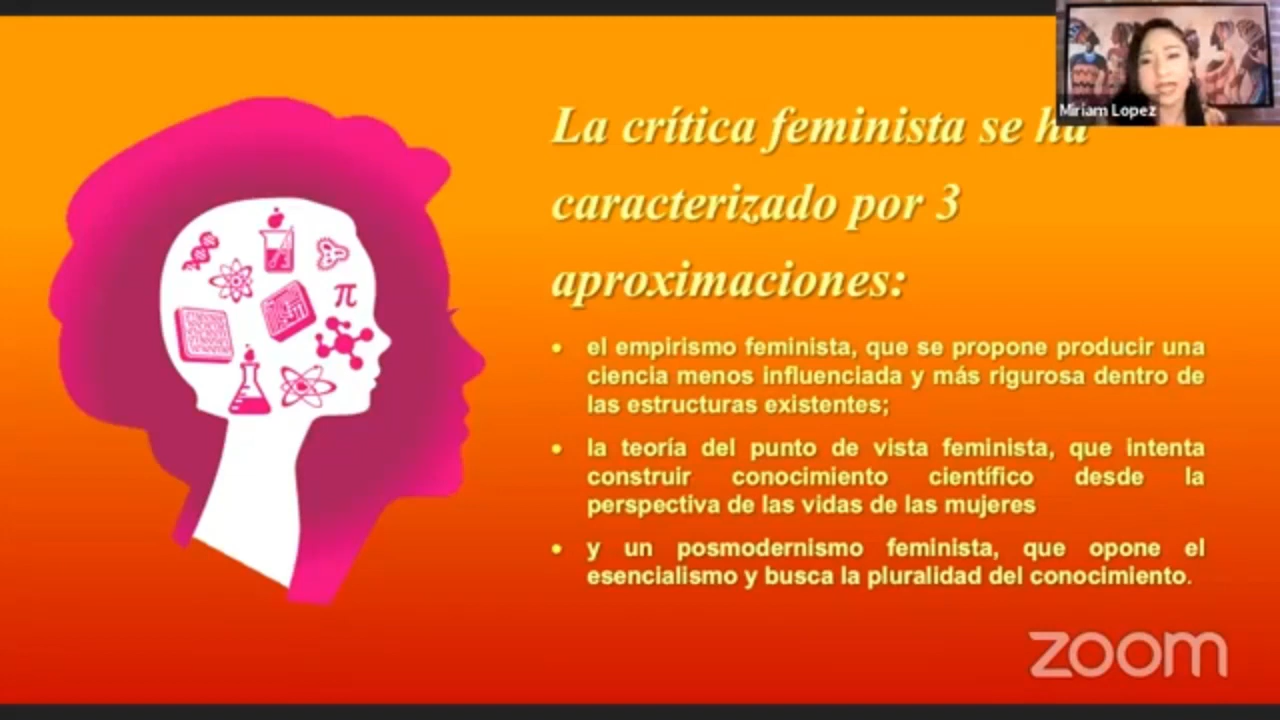 Miriam Lopez
La crítica feminista se ha
caracterizado por 3
aproximaciones:
el empirismo feminista, que se propone producir una
ciencia menos influenciada y más rigurosa dentro de
las estructuras existentes;
la teoría del punto de vista feminista, que intenta
construir conocimiento científico desde la
perspectiva de las vidas de las mujeres
y un posmodernismo feminista, que opone el
esencialismo y busca la pluralidad del conocimiento.
π
zoom